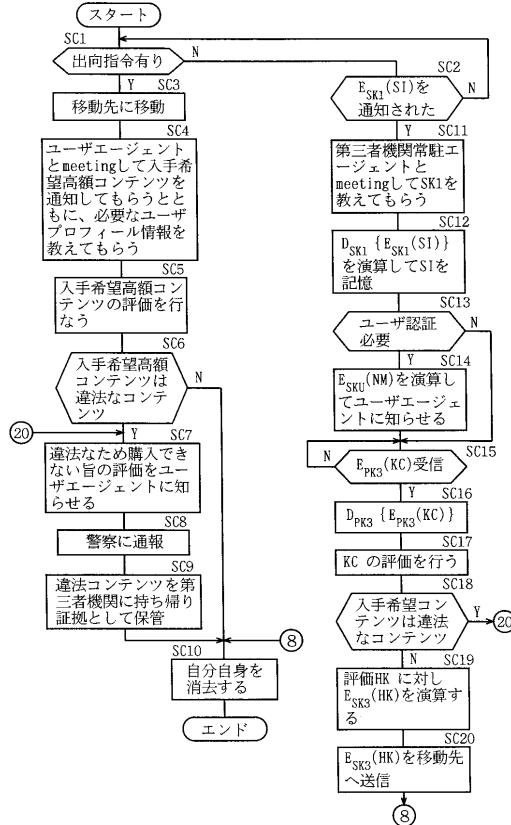 スタート
SC1
出向指令有り
N
Y
SC3
移動先に移動
SC4
ユーザエージェント
とmeetingして入手希
望高額コンテンツを
通知してもらうとと
もに、必要なユーザ
プロフィール情報を
教えてもらう
SC5
入手希望高額コンテ
ンツの評価を行
なう
SC6
入手希望高額
コンテンツは
違法なコンテ
ンツ
N
Y
⑳
SC7
違法なため購入でき
ない旨の評価をユー
ザエージェントに知
らせる
SC8
警察に通報
SC9
違法コンテンツを第
三者機関に持ち帰り
証拠として保管
⑧
SC10
自分自身を
消去する
エンド
SC2
E_SK1(SI)を
通知された
N
Y
SC11
第三者機関常駐エ
ージェントと
meetingしてSK1を
教えてもらう
SC12
D_SK1 {E_SK1(SI)}
を演算してSIを
記憶
SC13
ユーザ認証
必要
N
Y
SC14
E_SKU(NM)を演算し
てユーザエージェ
ントに知らせる
SC15
N
E_PK3(KC)受信
Y
SC16
D_PK3 {E_PK3(KC)}
SC17
KC の評価を行う
SC18
入手希望コン
テンツは違法
なコンテンツ
Y
⑳
N
SC19
評価HK に対し
E_SK3(HK)を演算す
る
SC20
E_SK3(HK)を移動先
へ送信
⑧